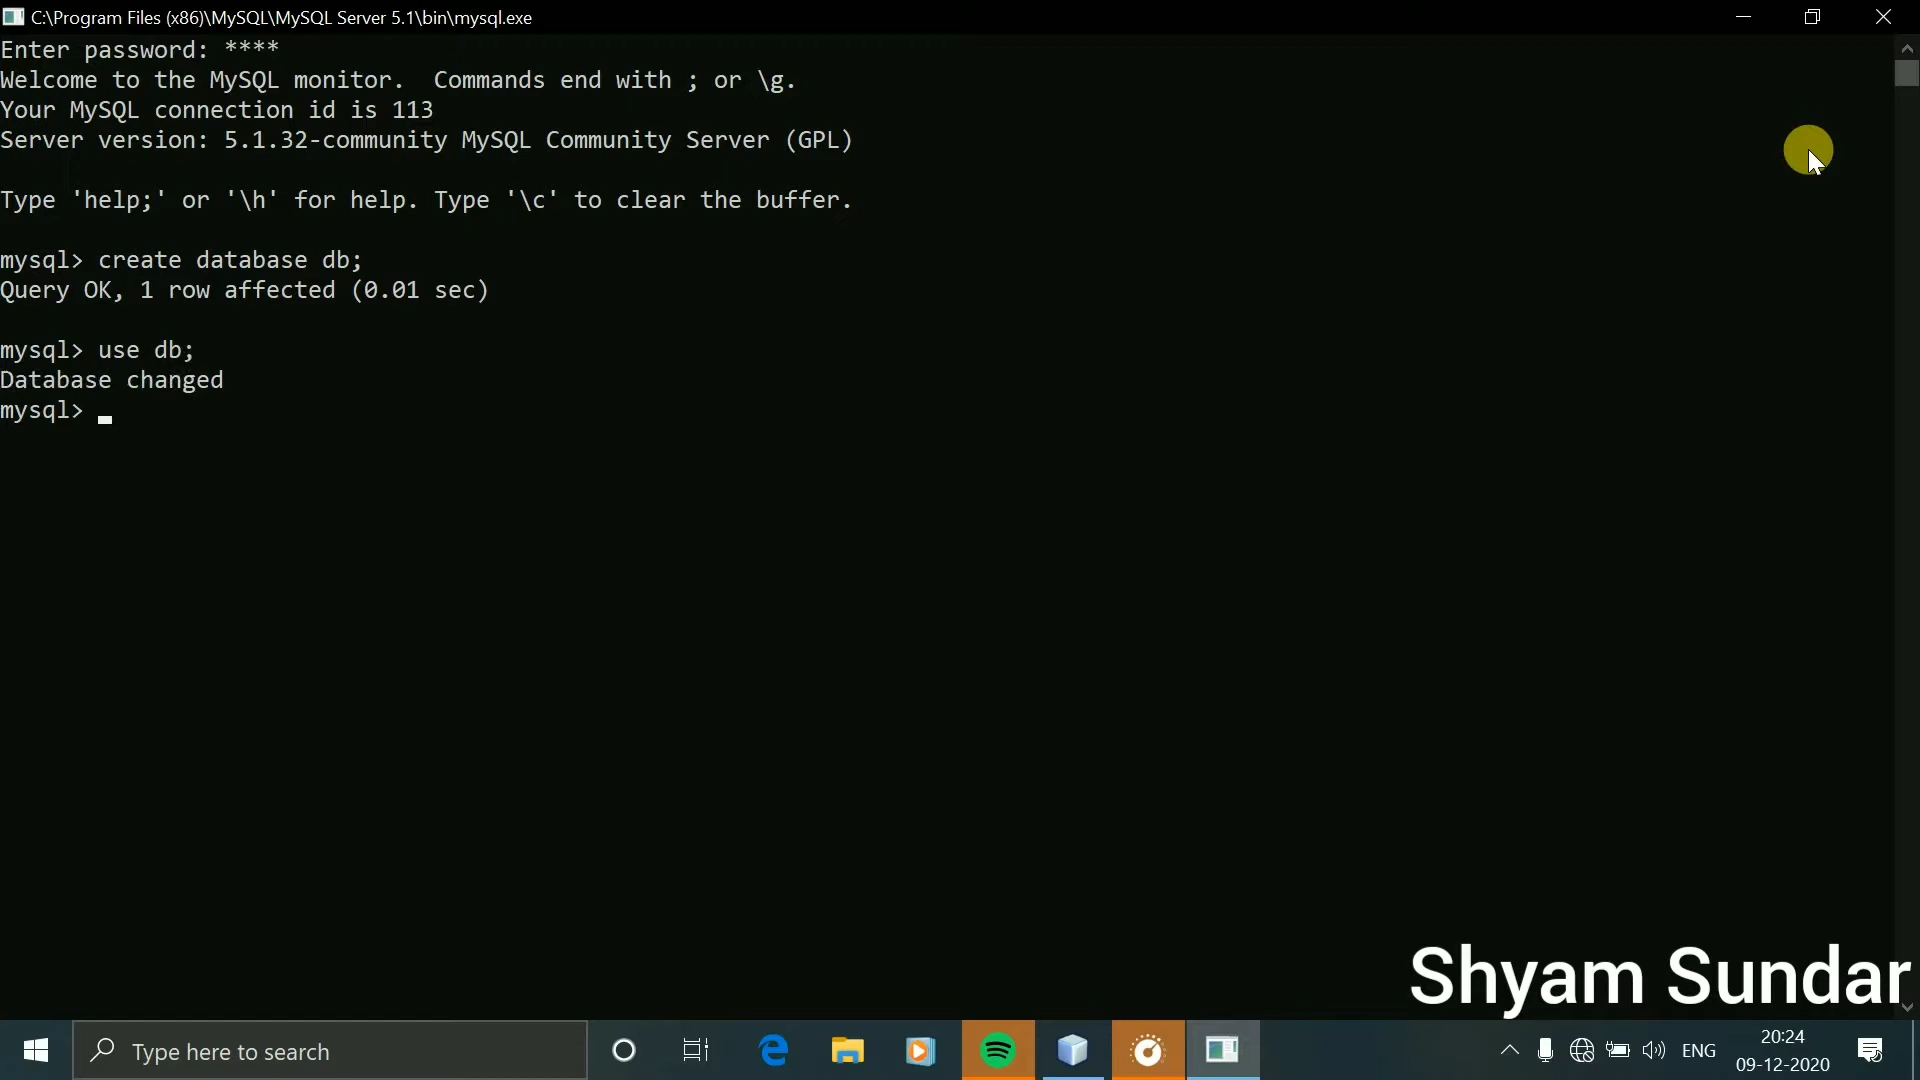 C:\Program Files (x86)\MySQL\MySQL Server 5.1\bin\mysql.exe
Enter password: ****
Welcome to the MySQL monitor.  Commands end with ; or \g.
Your MySQL connection id is 113
Server version: 5.1.32-community MySQL Community Server (GPL)
Type 'help;' or '\h' for help. Type '\c' to clear the buffer.
mysql> create database db;
Query OK, 1 row affected (0.01 sec)
mysql> use db;
Database changed
mysql>
Shyam Sundar
Type here to search
ENG
20:24
09-12-2020